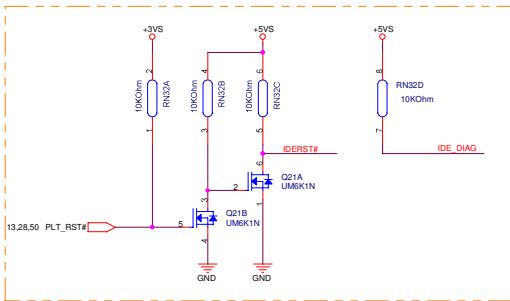 +3VS
+5VS
+5VS
2
4
6
8
10KOhm
RN32A
10KOhm
RN32B
10KOhm
RN32C
RN32D
10KOhm
1
3
5
7
IDERST#
IDE_DIAG
6
2
Q21A
UM6K1N
3
1
Q21B
UM6K1N
13,28,50 PLT_RST#
5
4
GND
GND